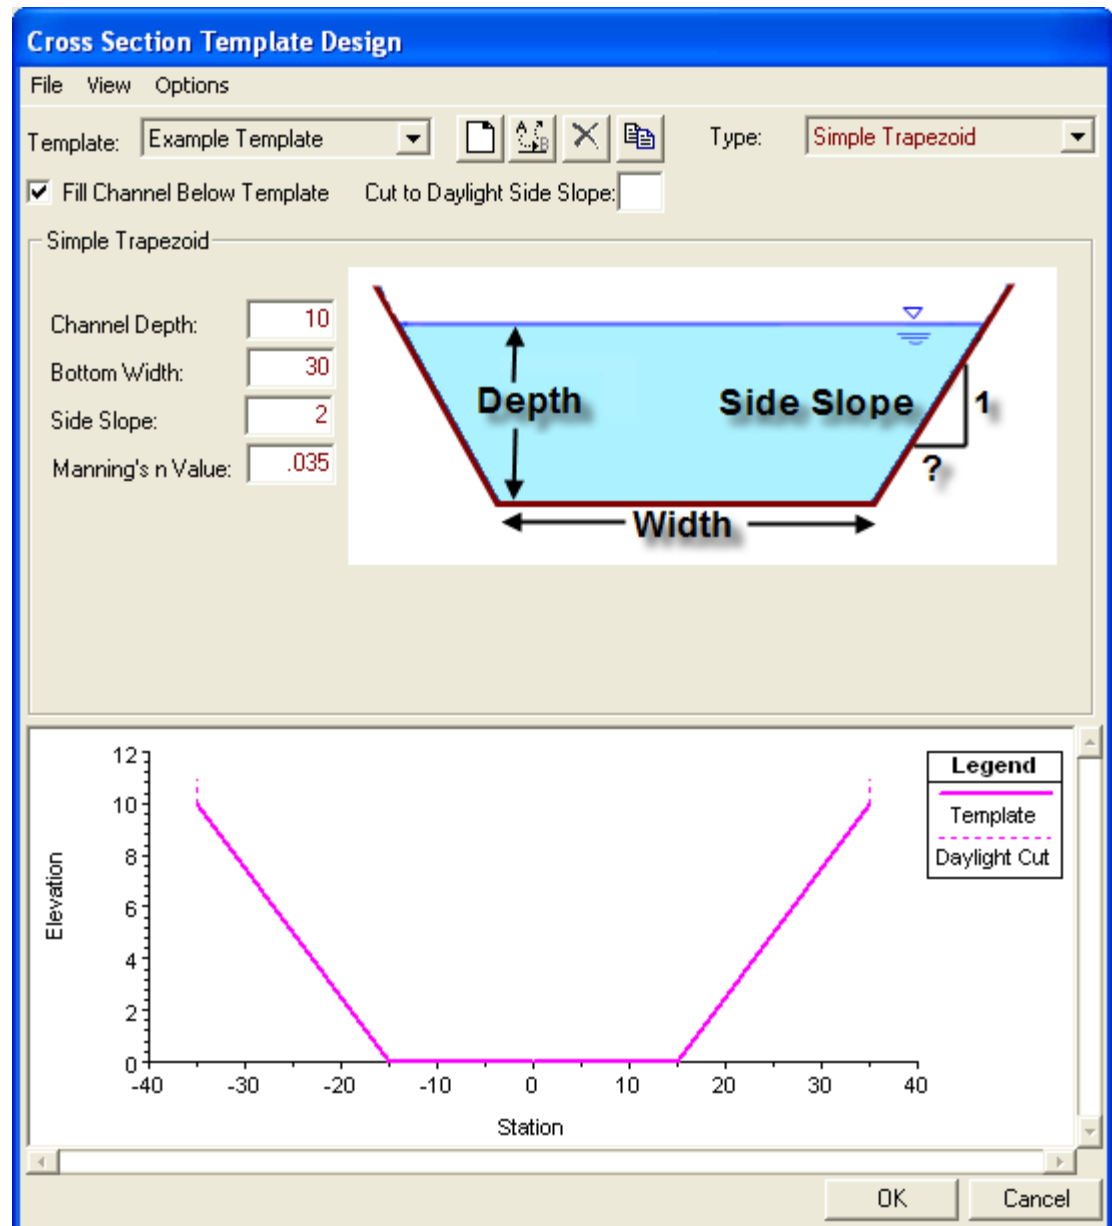 Cross Section Template Design
File View Options
Template: Example Template Type: Simple Trapezoid
Fill Channel Below Template Cut to Daylight Side Slope:
Simple Trapezoid
Channel Depth: 10
Bottom Width: 30
Side Slope: 2
Manning's n Value: .035
Depth
Side Slope
1
?
Width
12
10
8
6
4
2
0
Elevation
-40 -30 -20 -10 0 10 20 30 40
Station
Legend
Template
Daylight Cut
OK Cancel